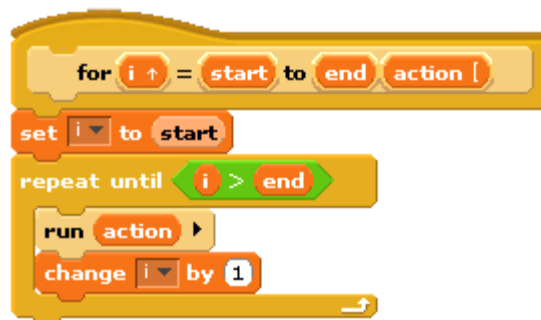 for i ↑ = start to end action [
set i to start
repeat until i > end
run action
change i by 1